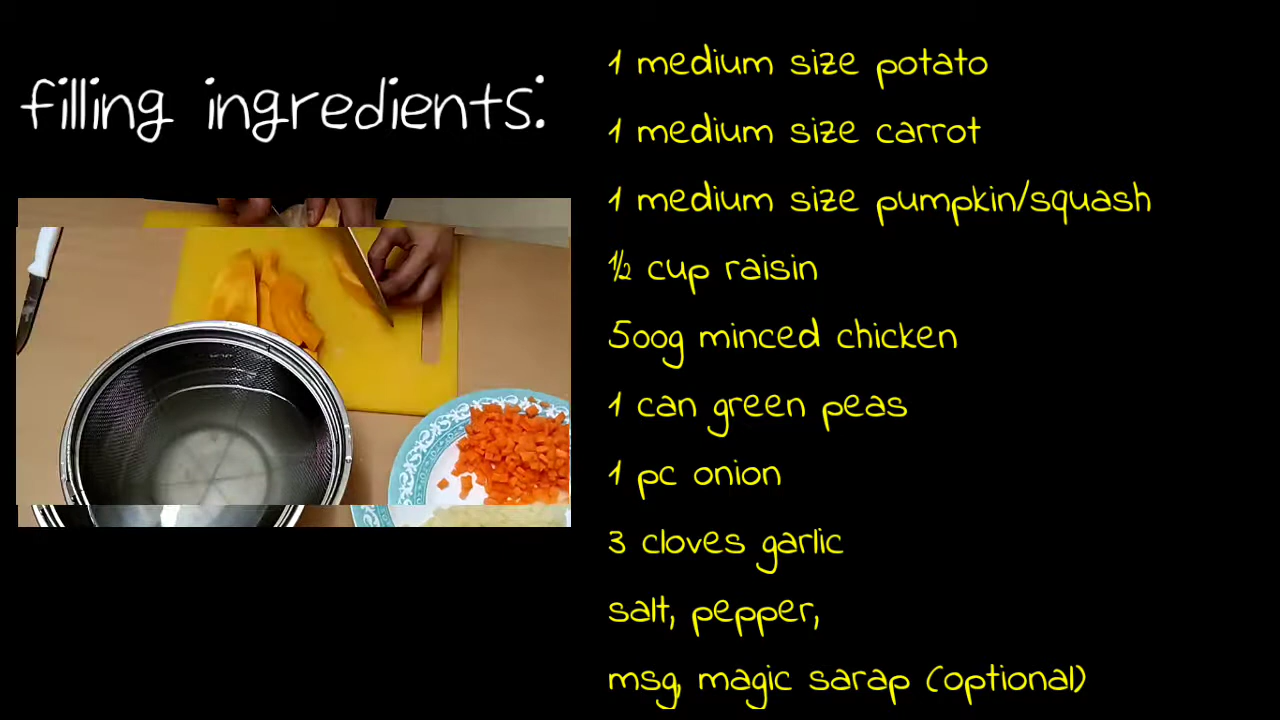 filling ingredients:
1 medium size potato
1 medium size carrot
1 medium size pumpkin/squash
½ cup raisin
500g minced chicken
1 can green peas
1 pc onion
3 cloves garlic
salt, pepper,
msg, magic sarap (optional)